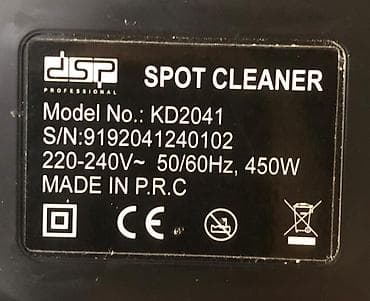 dsp
PROFESSIONAL
SPOT CLEANER
Model No.: KD2041
S/N:9192041240102
220-240V~ 50/60Hz, 450W
MADE IN P.R.C
CE